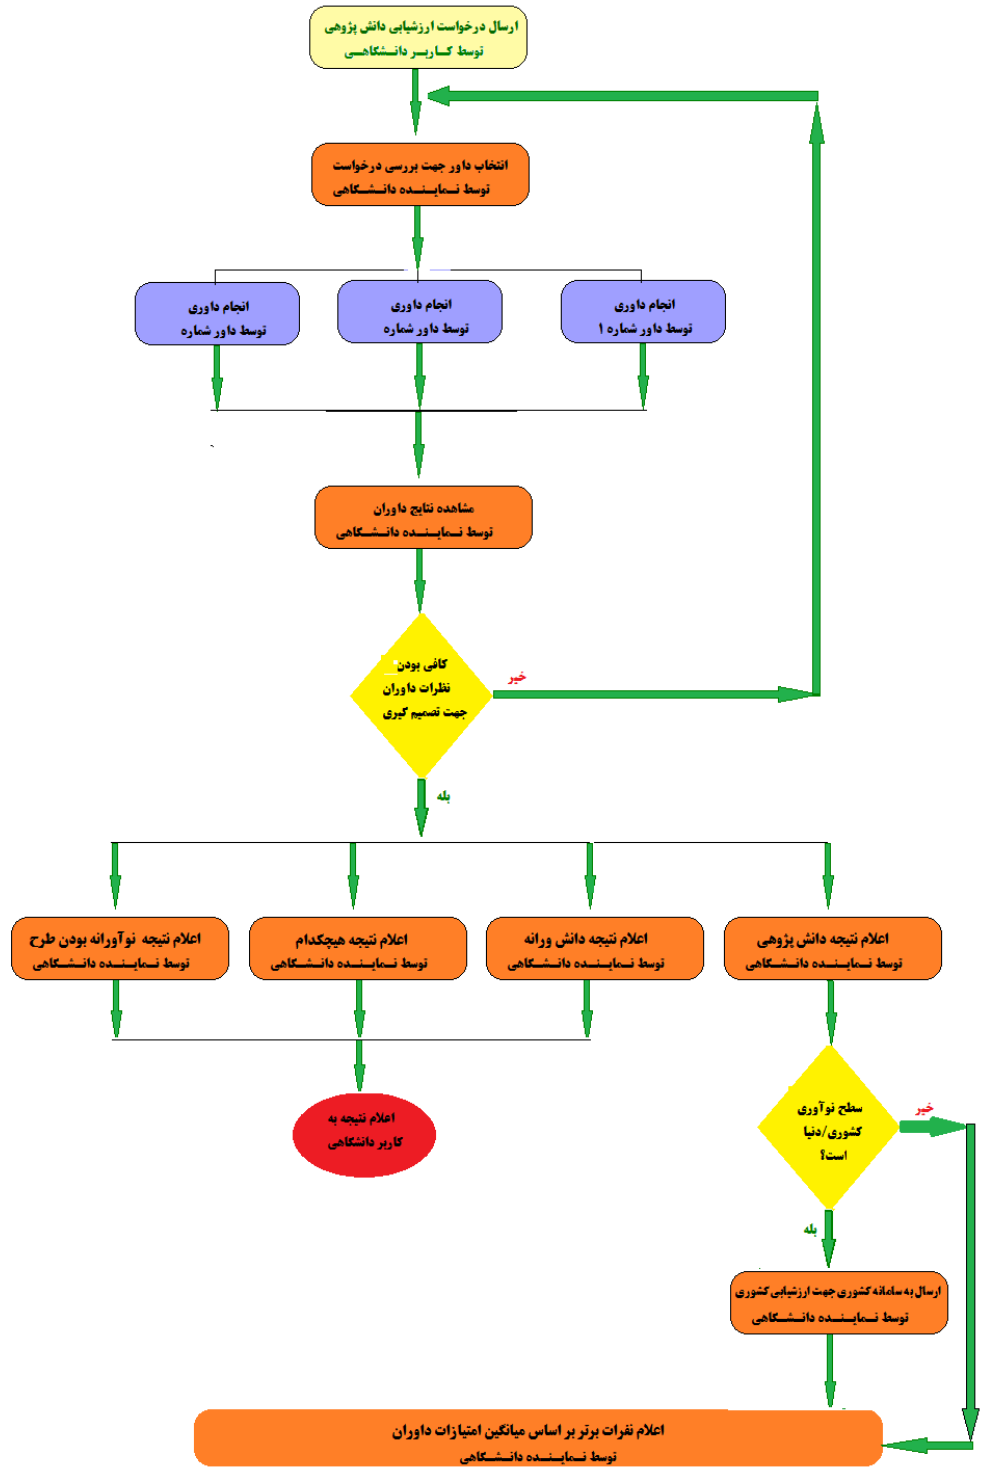 ارسال درخواست ارزشیابی دانش پژوهی
توسط کـاربـر دانـشگاهـی
انتخاب داور جهت بررسی درخواست
توسط نـمایـنـده دانـشـگاهی
انجام داوری
توسط داور شماره ۱
انجام داوری
توسط داور شماره
انجام داوری
توسط داور شماره
مشاهده نتایج داوران
توسط نـمایـنـده دانـشـگاهی
کافی بودن
نظرات داوران
جهت تصمیم گیری
خیر
بله
اعلام نتیجه دانش پژوهی
توسط نـمایـنـده دانـشـگاهی
اعلام نتیجه دانش ورانه
توسط نـمایـنـده دانـشـگاهی
اعلام نتیجه هیچکدام
توسط نـمایـنـده دانـشـگاهی
اعلام نتیجه نوآورانه بودن طرح
توسط نـمایـنـده دانـشـگاهی
اعلام نتیجه به
کاربر دانشگاهی
سطح نوآوری
کشوری/دنیا
است؟
خیر
بله
ارسال به سامانه کشوری جهت ارزشیابی کشوری
توسط نـمایـنـده دانـشـگاهی
اعلام نفرات برتر بر اساس میانگین امتیازات داوران
توسط نـمایـنـده دانـشـگاهی